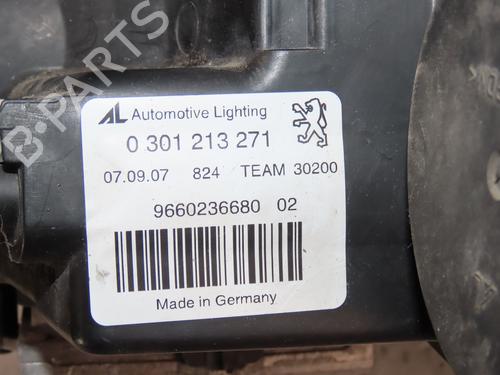 B-PARTS
AL Automotive Lighting
0 301 213 271
07.09.07 824 TEAM 30200
9660236680 02
Made in Germany